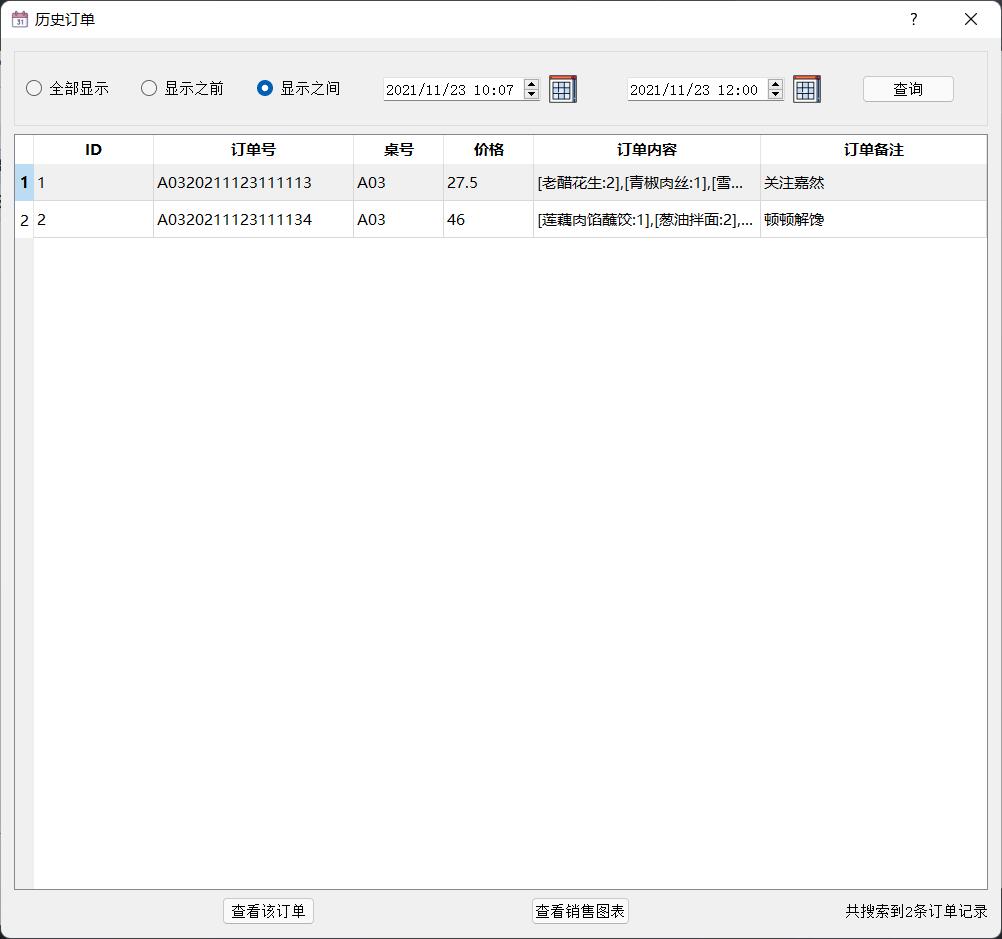 历史订单 ?
全部显示 显示之前 显示之间 2021/11/23 10:07 2021/11/23 12:00 查询
ID 订单号 桌号 价格 订单内容 订单备注
1 1 A0320211123111113 A03 27.5 [老醋花生:2],[青椒肉丝:1],[雪... 关注嘉然
2 2 A0320211123111134 A03 46 [莲藕肉馅蘸饺:1],[葱油拌面:2],... 顿顿解馋
查看该订单 查看销售图表 共搜索到2条订单记录